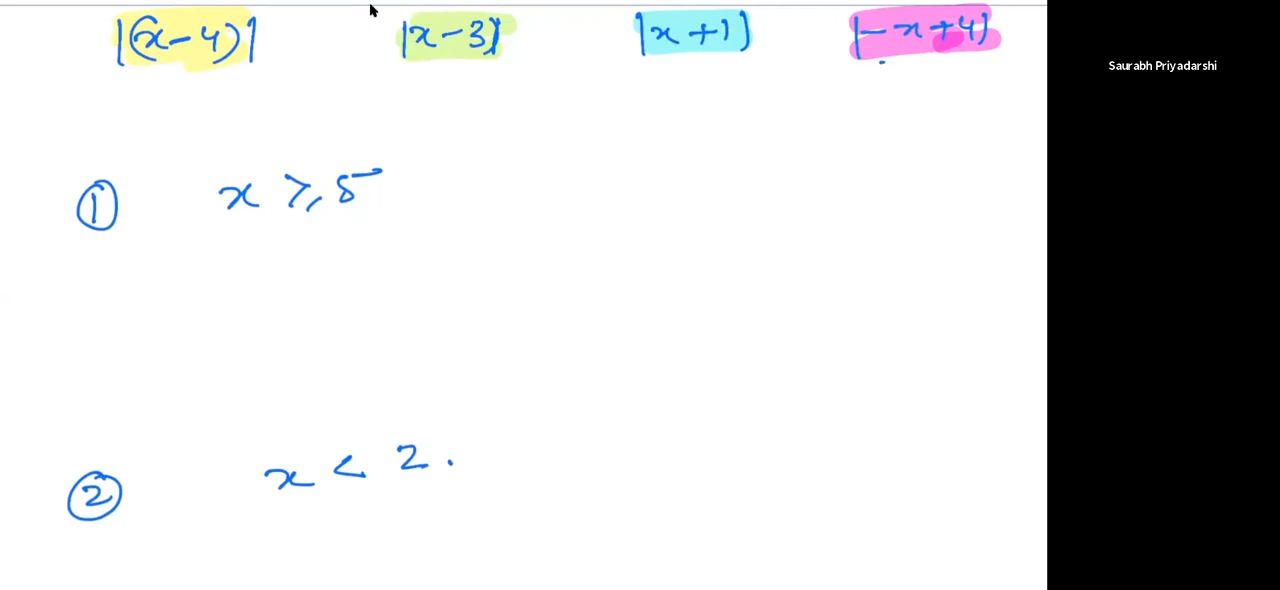 |(x-4)| |x-3| |x+1| |-x+4|
Saurabh Priyadarshi
① x ≥ 5
② x < 2.